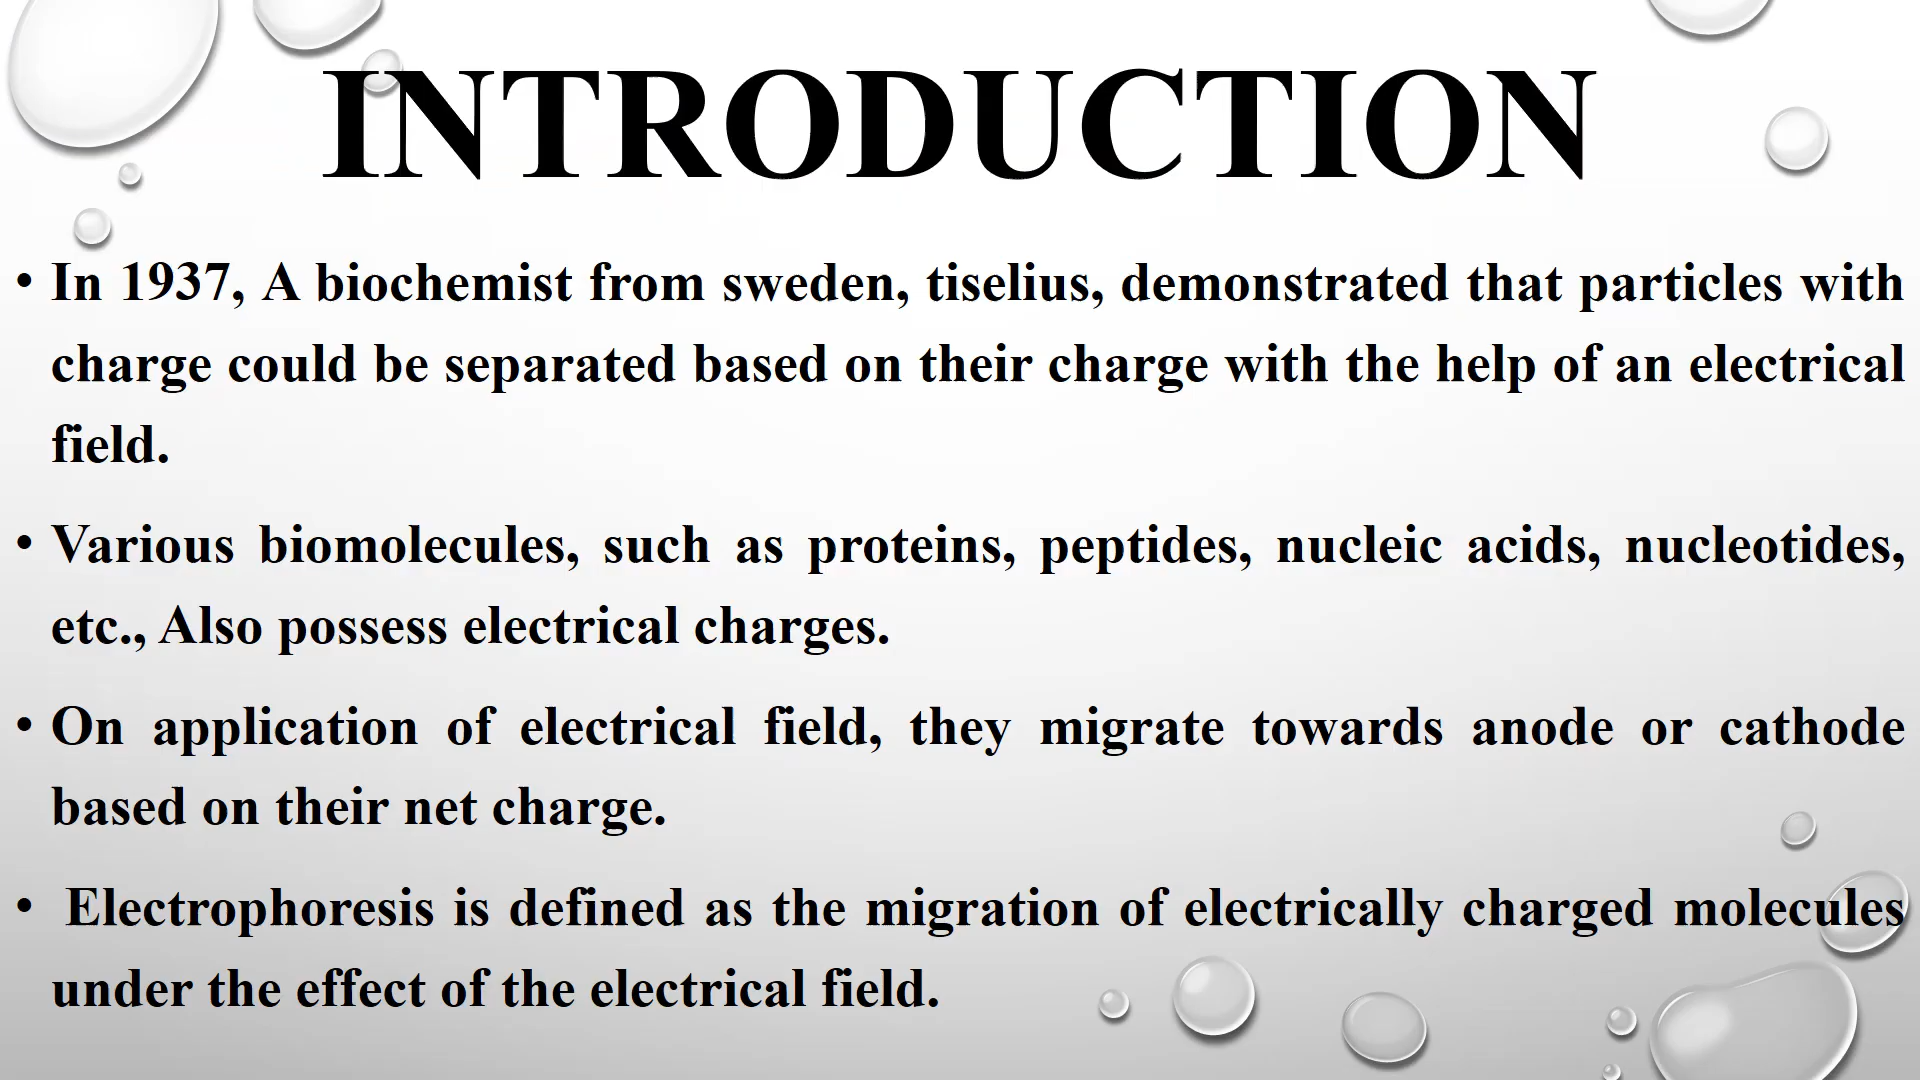 INTRODUCTION
• In 1937, A biochemist from sweden, tiselius, demonstrated that particles with
charge could be separated based on their charge with the help of an electrical
field.
• Various biomolecules, such as proteins, peptides, nucleic acids, nucleotides,
etc., Also possess electrical charges.
• On application of electrical field, they migrate towards anode or cathode
based on their net charge.
• Electrophoresis is defined as the migration of electrically charged molecules
under the effect of the electrical field.